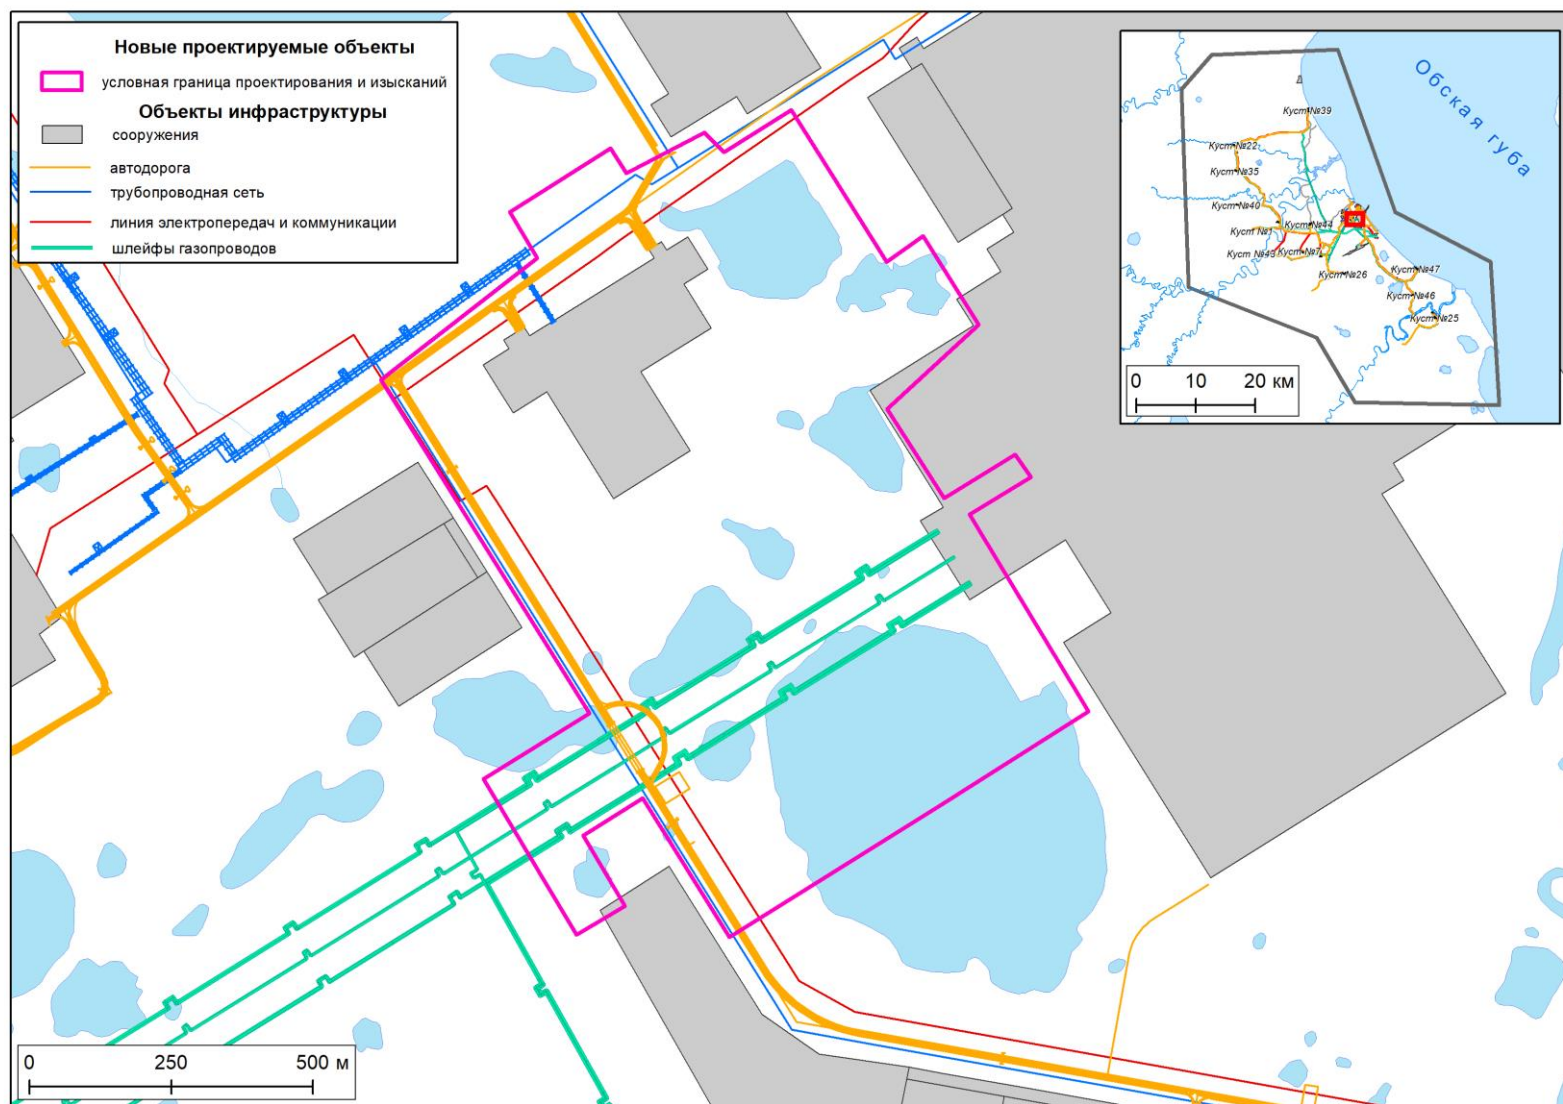 Новые проектируемые объекты
условная граница проектирования и изысканий
Объекты инфраструктуры
сооружения
автодорога
трубопроводная сеть
линия электропередач и коммуникации
шлейфы газопроводов
Обская губа
Куст №39
Куст №22
Куст №35
Куст №40
Куст №44
Куст №1
Куст №43
Куст №7
Куст №26
Куст №47
Куст №46
Куст №25
0 10 20 км
0 250 500 м